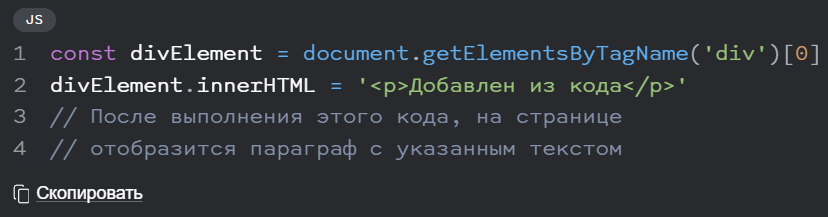 JS
1 const divElement = document.getElementsByTagName('div')[0]
2 divElement.innerHTML = '<p>Добавлен из кода</p>'
3 // После выполнения этого кода, на странице
4 // отобразится параграф с указанным текстом
Скопировать